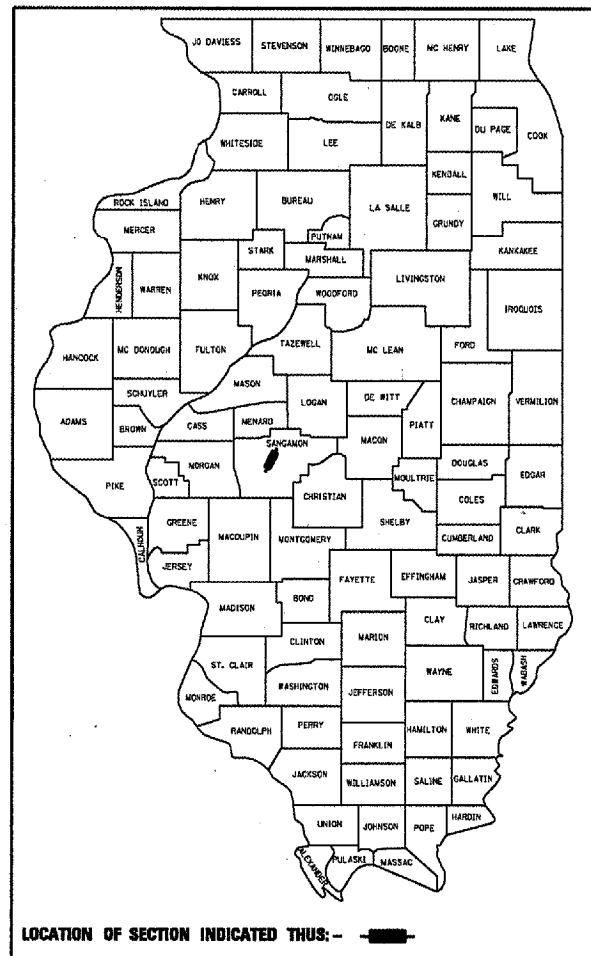 JO DAVIESS STEVENSON WINNEBAGO BOONE MC HENRY LAKE
CARROLL OGLE DE KALB KANE DU PAGE COOK
WHITESIDE LEE KENDALL WILL
ROCK ISLAND HENRY BUREAU LA SALLE GRUNDY
MERCER STARK PUTNAM KANKAKEE
MARSHALL
HENDERSON WARREN KNOX PEORIA WOODFORD LIVINGSTON IROQUOIS
HANCOCK MC DONOUGH FULTON TAZEWELL MC LEAN FORD
SCHUYLER MASON LOGAN DE WITT CHAMPAIGN VERMILION
ADAMS BROWN CASS MENARD MACON PIATT
SANGAMON
PIKE SCOTT MORGAN CHRISTIAN MOULTRIE DOUGLAS EDGAR
COLES
CALHOUN GREENE MACOUPIN MONTGOMERY SHELBY CUMBERLAND CLARK
JERSEY FAYETTE EFFINGHAM JASPER CRAWFORD
MADISON BOND CLAY RICHLAND LAWRENCE
CLINTON MARION
ST. CLAIR WAYNE EDWARDS WABASH
MONROE WASHINGTON JEFFERSON
RANDOLPH PERRY HAMILTON WHITE
FRANKLIN
JACKSON WILLIAMSON SALINE GALLATIN
UNION JOHNSON POPE HARDIN
ALEXANDER PULASKI MASSAC
LOCATION OF SECTION INDICATED THUS: -